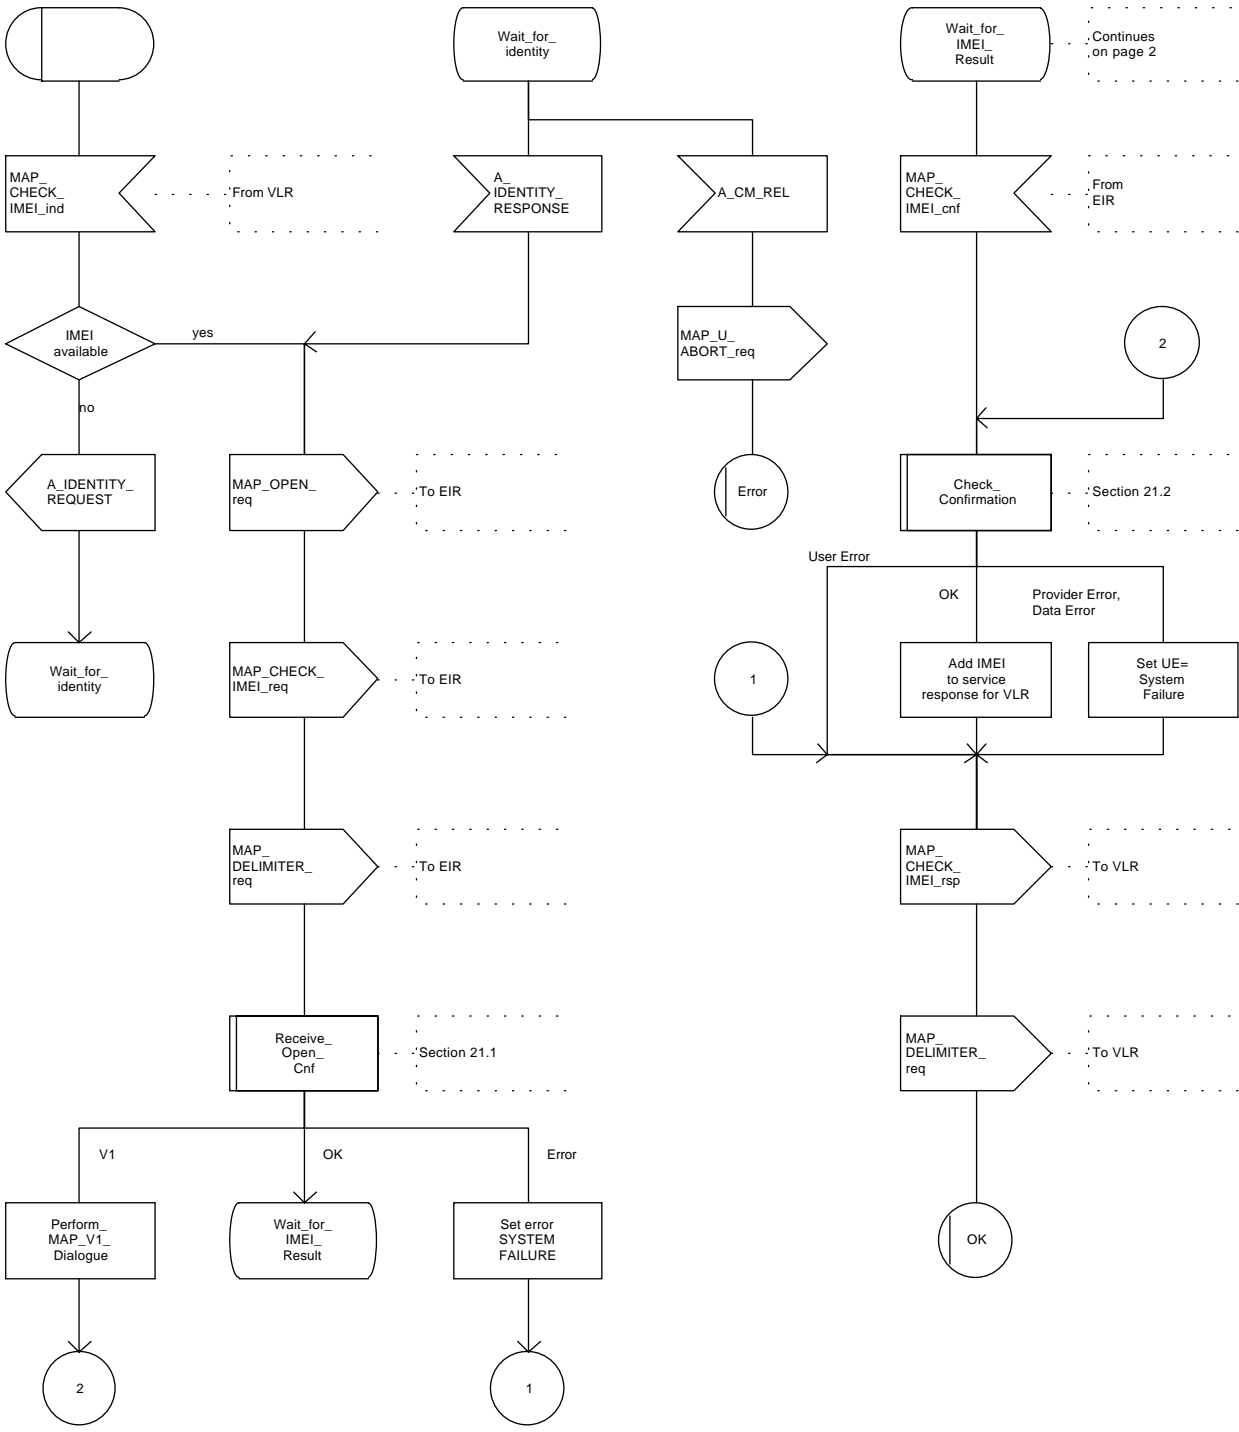 Wait_for_
identity
Wait_for_
IMEI_
Result
Continues
on page 2
MAP_
CHECK_
IMEI_ind
From VLR
A_
IDENTITY_
RESPONSE
A_CM_REL
MAP_
CHECK_
IMEI_cnf
From
EIR
IMEI
available
yes
no
MAP_U_
ABORT_req
2
A_IDENTITY_
REQUEST
MAP_OPEN_
req
To EIR
Error
Check_
Confirmation
Section 21.2
User Error
OK
Provider Error,
Data Error
Wait_for_
identity
MAP_CHECK_
IMEI_req
To EIR
1
Add IMEI
to service
response for VLR
Set UE=
System
Failure
MAP_
DELIMITER_
req
To EIR
MAP_
CHECK_
IMEI_rsp
To VLR
Receive_
Open_
Cnf
Section 21.1
MAP_
DELIMITER_
req
To VLR
V1
OK
Error
Perform_
MAP_V1_
Dialogue
Wait_for_
IMEI_
Result
Set error
SYSTEM
FAILURE
OK
2
1